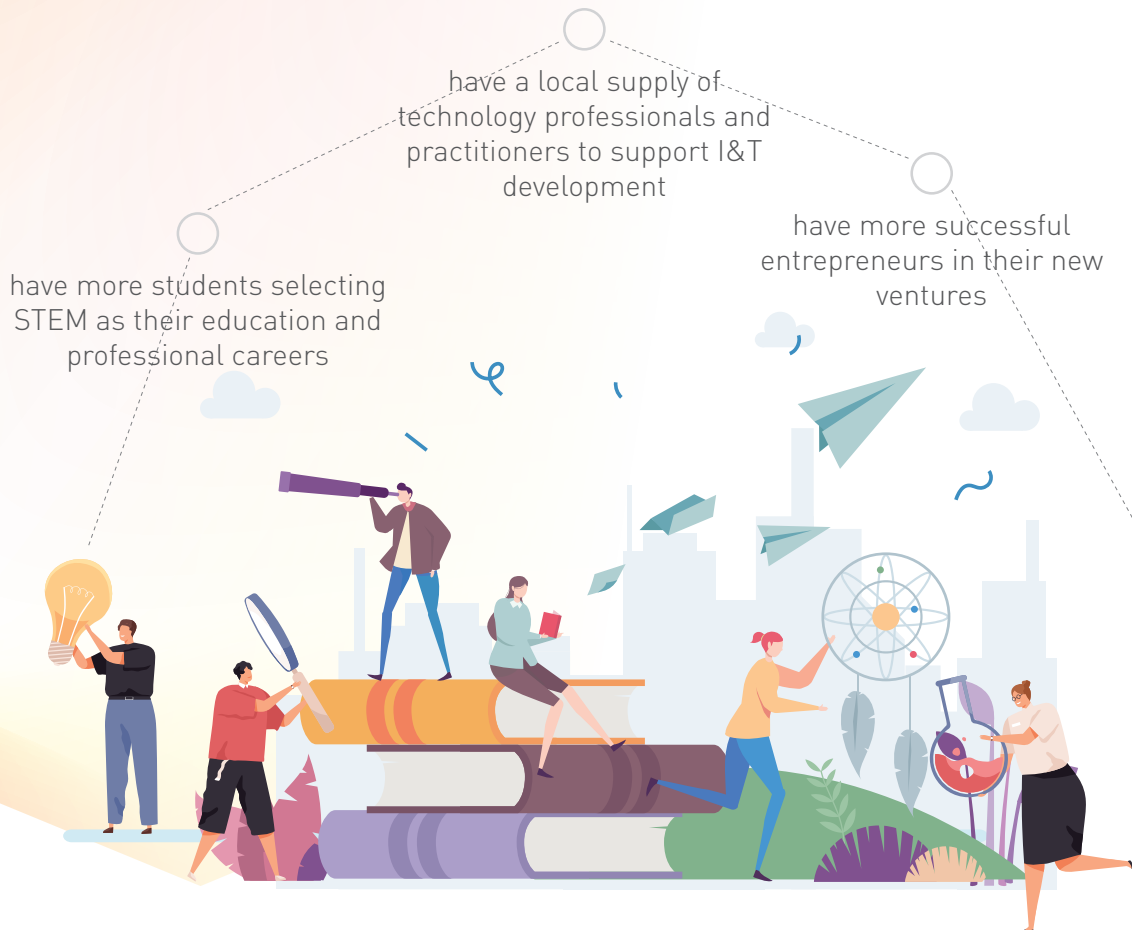 have a local supply of
technology professionals and
practitioners to support I&T
development
have more successful
entrepreneurs in their new
ventures
have more students selecting
STEM as their education and
professional careers